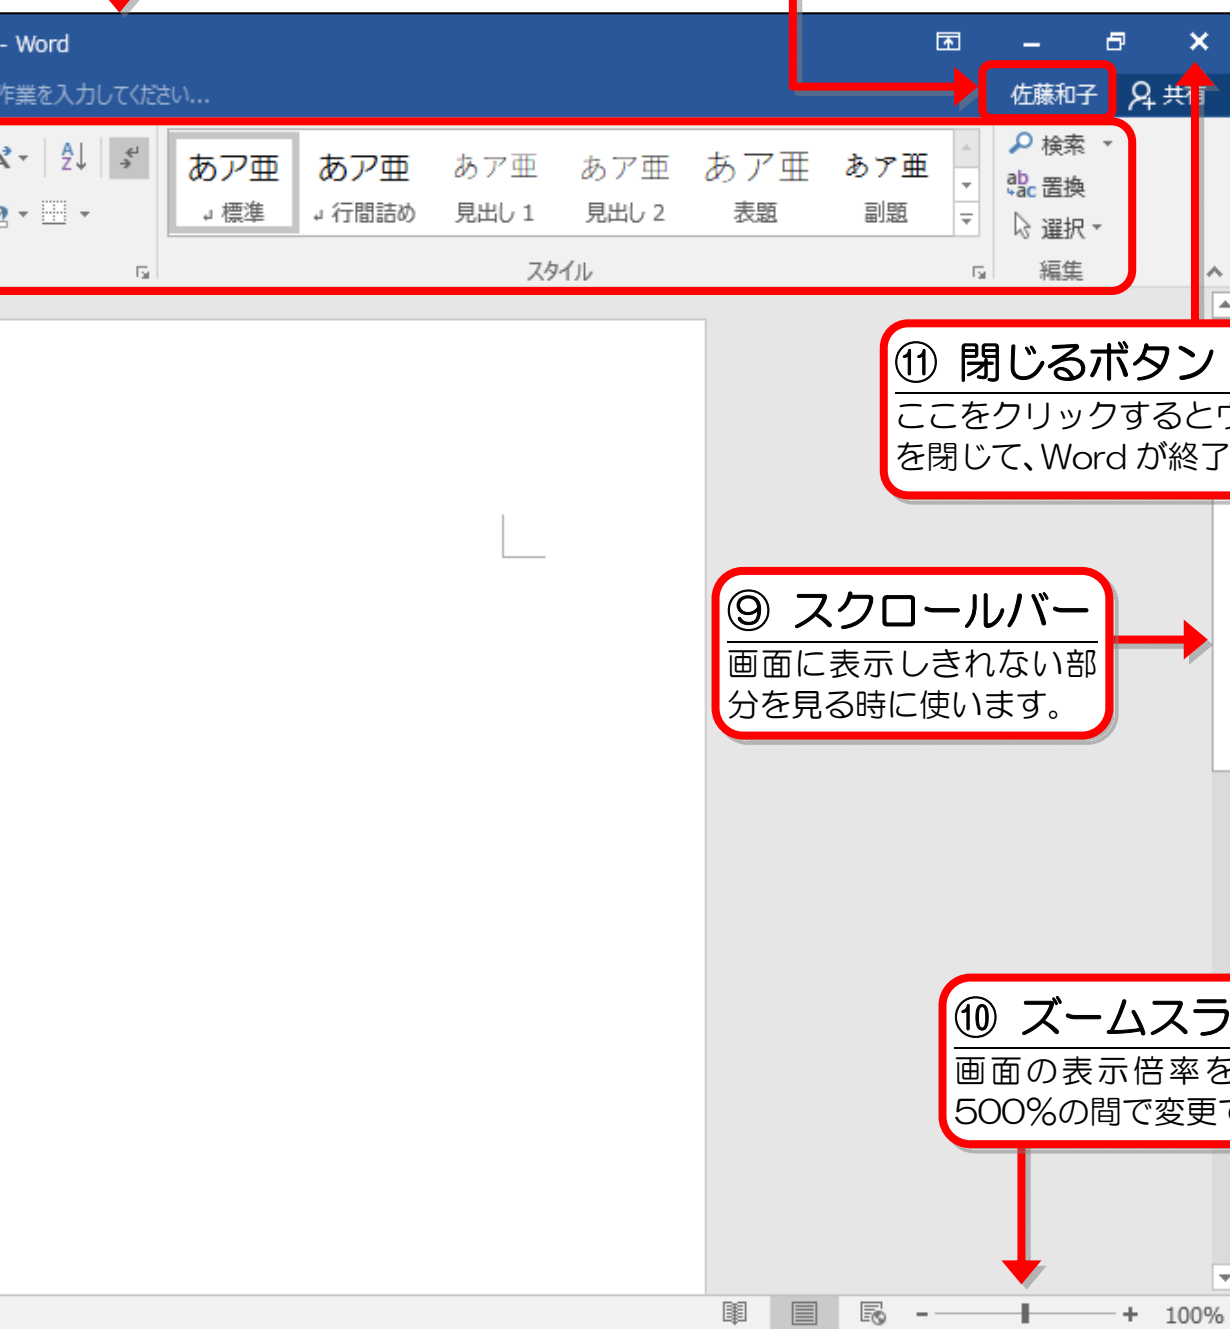 - Word
作業を入力してください...
佐藤和子
共有
あア亜 あア亜 あア亜 あア亜 あア亜 あア亜
↲ 標準 ↲ 行間詰め 見出し 1 見出し 2 表題 副題
スタイル
検索
置換
選択
編集
⑪ 閉じるボタン
ここをクリックすると
を閉じて、Word が終了
⑨ スクロールバー
画面に表示しきれない部
分を見る時に使います。
⑩ ズームスラ
画面の表示倍率を
500%の間で変更
- + 100%